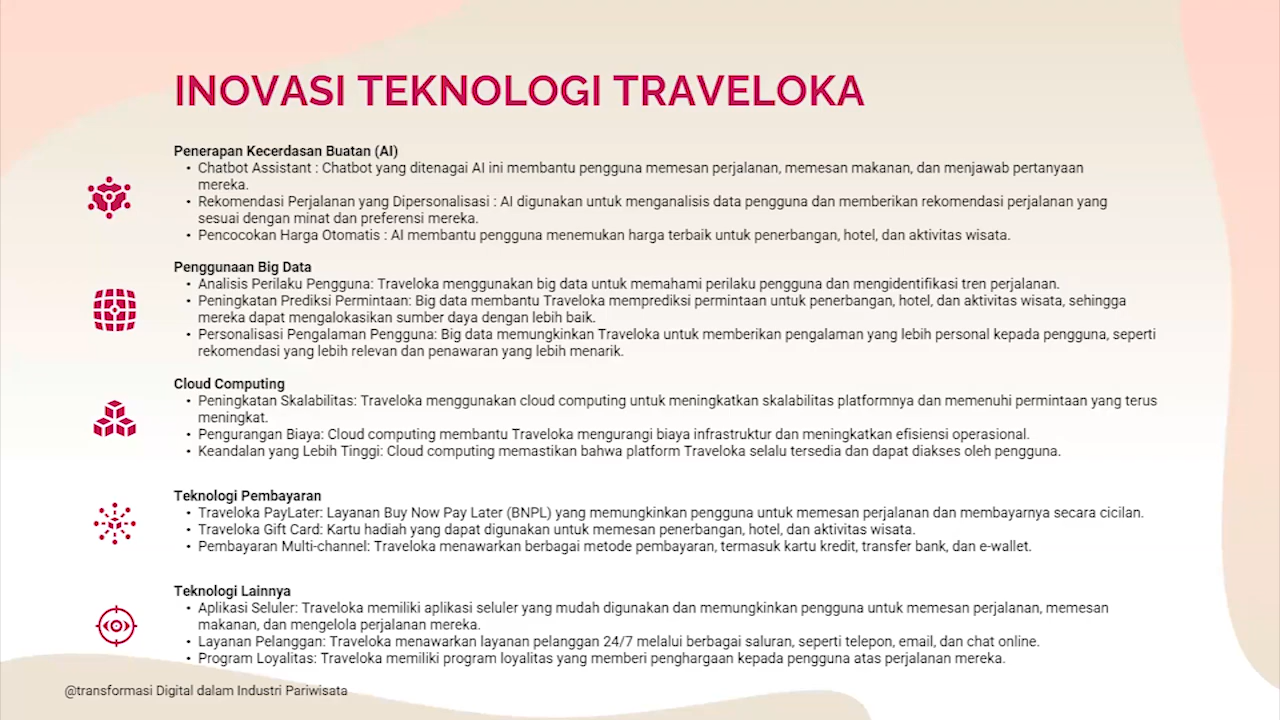 INOVASI TEKNOLOGI TRAVELOKA
Penerapan Kecerdasan Buatan (AI)
• Chatbot Assistant : Chatbot yang ditenagai AI ini membantu pengguna memesan perjalanan, memesan makanan, dan menjawab pertanyaan
mereka.
• Rekomendasi Perjalanan yang Dipersonalisasi : AI digunakan untuk menganalisis data pengguna dan memberikan rekomendasi perjalanan yang
sesuai dengan minat dan preferensi mereka.
• Pencocokan Harga Otomatis : AI membantu pengguna menemukan harga terbaik untuk penerbangan, hotel, dan aktivitas wisata.
Penggunaan Big Data
• Analisis Perilaku Pengguna: Traveloka menggunakan big data untuk memahami perilaku pengguna dan mengidentifikasi tren perjalanan.
• Peningkatan Prediksi Permintaan: Big data membantu Traveloka memprediksi permintaan untuk penerbangan, hotel, dan aktivitas wisata, sehingga
mereka dapat mengalokasikan sumber daya dengan lebih baik.
• Personalisasi Pengalaman Pengguna: Big data memungkinkan Traveloka untuk memberikan pengalaman yang lebih personal kepada pengguna, seperti
rekomendasi yang lebih relevan dan penawaran yang lebih menarik.
Cloud Computing
• Peningkatan Skalabilitas: Traveloka menggunakan cloud computing untuk meningkatkan skalabilitas platformnya dan memenuhi permintaan yang terus
meningkat.
• Pengurangan Biaya: Cloud computing membantu Traveloka mengurangi biaya infrastruktur dan meningkatkan efisiensi operasional.
• Keandalan yang Lebih Tinggi: Cloud computing memastikan bahwa platform Traveloka selalu tersedia dan dapat diakses oleh pengguna.
Teknologi Pembayaran
• Traveloka PayLater: Layanan Buy Now Pay Later (BNPL) yang memungkinkan pengguna untuk memesan perjalanan dan membayarnya secara cicilan.
• Traveloka Gift Card: Kartu hadiah yang dapat digunakan untuk memesan penerbangan, hotel, dan aktivitas wisata.
• Pembayaran Multi-channel: Traveloka menawarkan berbagai metode pembayaran, termasuk kartu kredit, transfer bank, dan e-wallet.
Teknologi Lainnya
• Aplikasi Seluler: Traveloka memiliki aplikasi seluler yang mudah digunakan dan memungkinkan pengguna untuk memesan perjalanan, memesan
makanan, dan mengelola perjalanan mereka.
• Layanan Pelanggan: Traveloka menawarkan layanan pelanggan 24/7 melalui berbagai saluran, seperti telepon, email, dan chat online.
• Program Loyalitas: Traveloka memiliki program loyalitas yang memberi penghargaan kepada pengguna atas perjalanan mereka.
@transformasi Digital dalam Industri Pariwisata